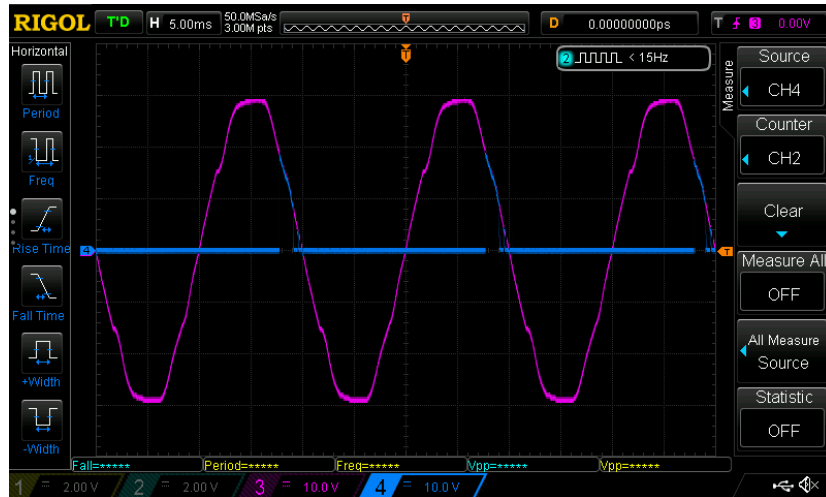 RIGOL T'D H 5.00ms 50.0MSa/s 3.00M pts D 0.00000000ps T 3 0.00V
Horizontal
Period
Freq
Rise Time
Fall Time
+Width
-Width
T
2 < 15Hz
4
T
Measure
Source
CH4
Counter
CH2
Clear
Measure All
OFF
All Measure
Source
Statistic
OFF
Fall=***** Period=***** Freq=***** Vpp=***** Vpp=*****
1 = 2.00 V 2 = 2.00 V 3 = 10.0 V 4 = 10.0 V